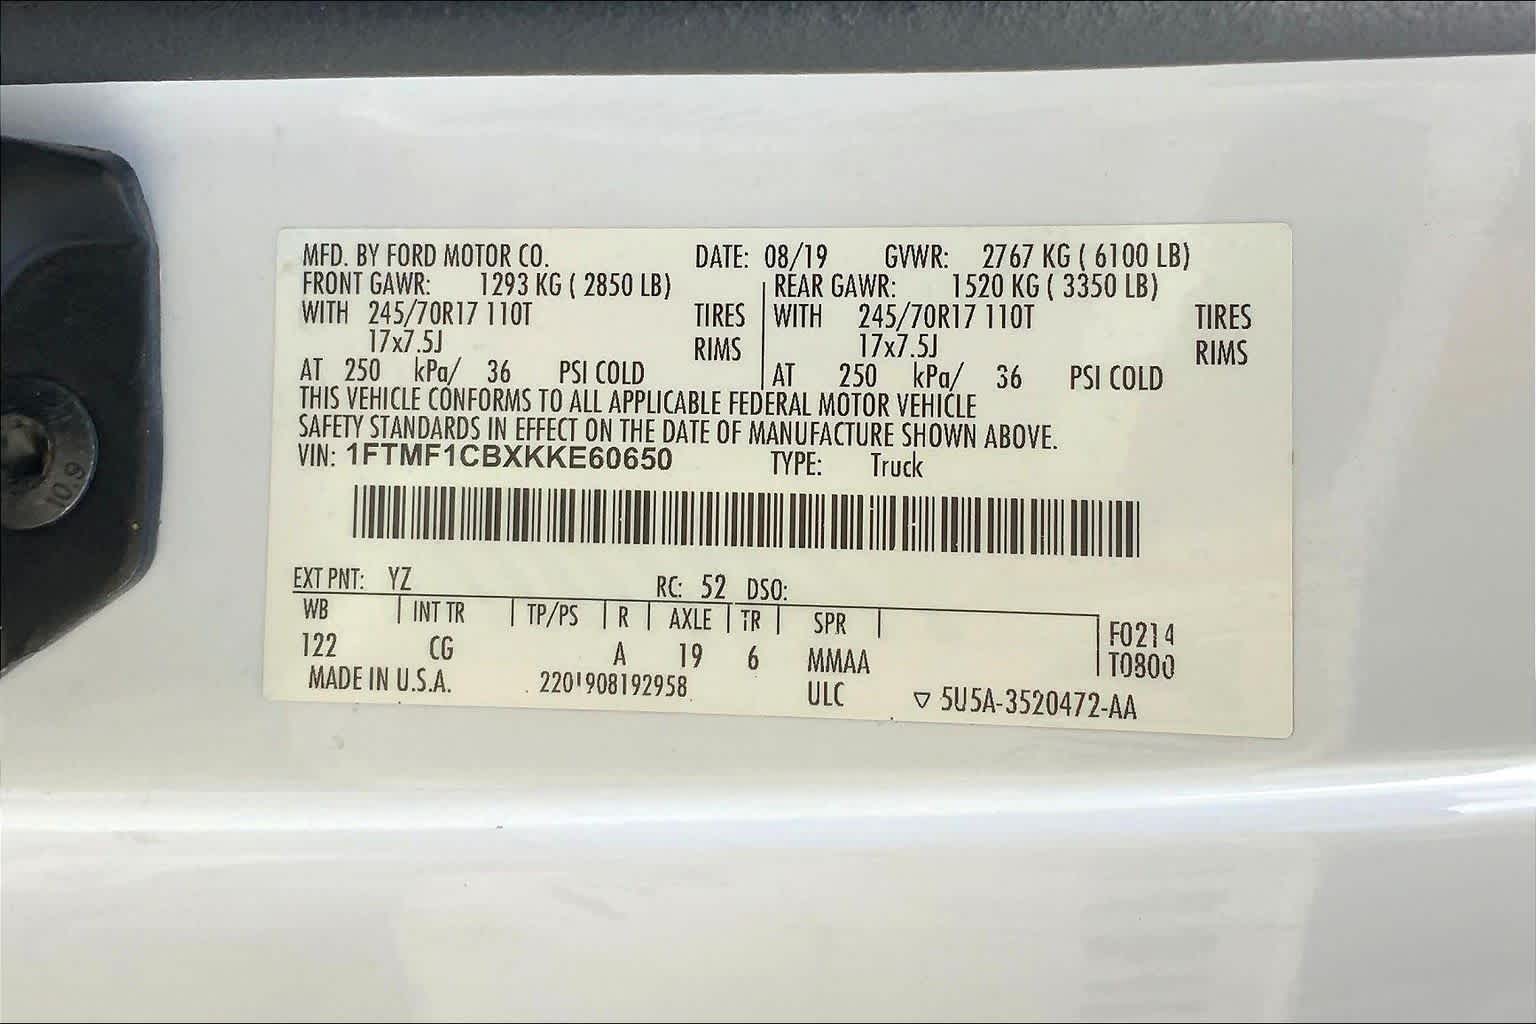 MFD. BY FORD MOTOR CO. DATE: 08/19 GVWR: 2767 KG ( 6100 LB)
FRONT GAWR: 1293 KG ( 2850 LB) REAR GAWR: 1520 KG ( 3350 LB)
WITH 245/70R17 110T TIRES WITH 245/70R17 110T TIRES
17x7.5J RIMS 17x7.5J RIMS
AT 250 kPa/ 36 PSI COLD AT 250 kPa/ 36 PSI COLD
THIS VEHICLE CONFORMS TO ALL APPLICABLE FEDERAL MOTOR VEHICLE
SAFETY STANDARDS IN EFFECT ON THE DATE OF MANUFACTURE SHOWN ABOVE.
VIN: 1FTMF1CBXKKE60650 TYPE: Truck
EXT PNT: YZ RC: 52 DSO:
WB INT TR TP/PS R AXLE TR SPR F0214
122 CG A 19 6 MMAA T0800
MADE IN U.S.A. 2201908192958 ULC ▽ 5U5A-3520472-AA
10.9